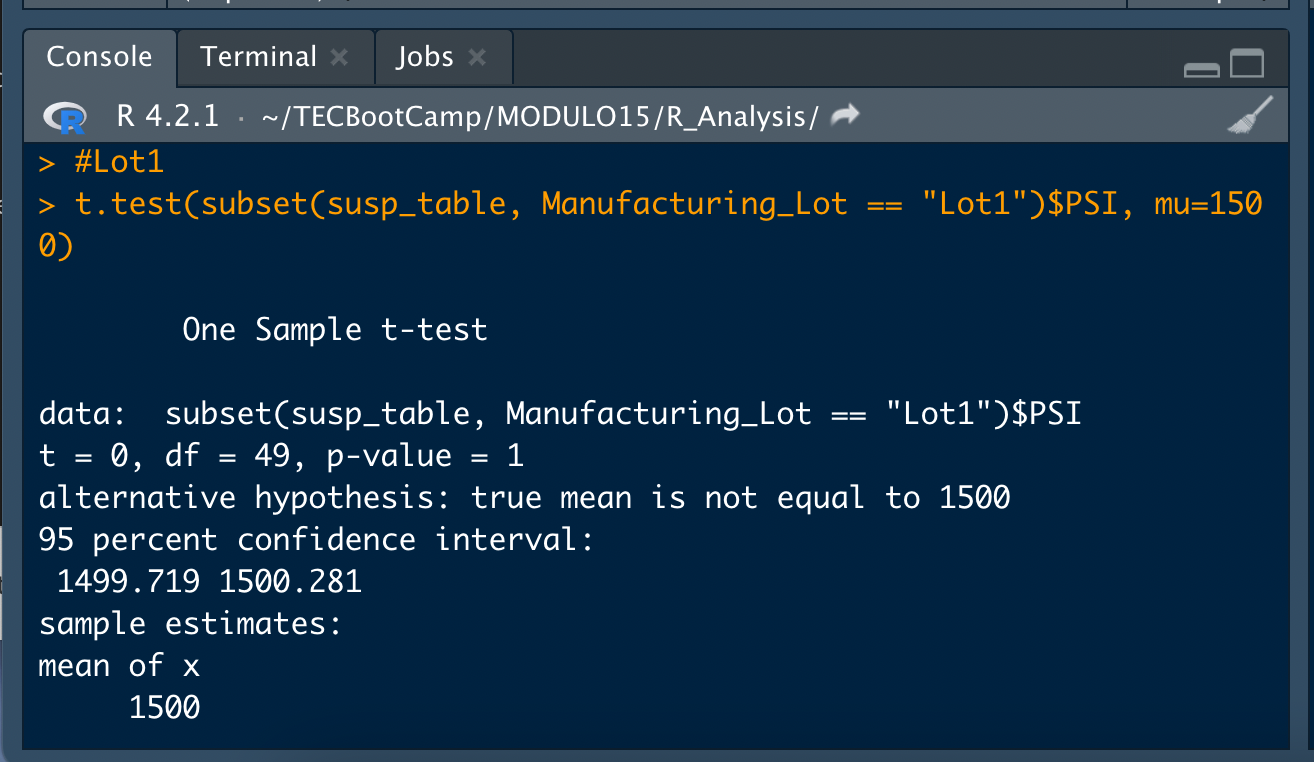 Console Terminal Jobs
R 4.2.1 · ~/TECBootCamp/MODULO15/R_Analysis/
> #Lot1
> t.test(subset(susp_table, Manufacturing_Lot == "Lot1")$PSI, mu=150
0)
One Sample t-test
data:  subset(susp_table, Manufacturing_Lot == "Lot1")$PSI
t = 0, df = 49, p-value = 1
alternative hypothesis: true mean is not equal to 1500
95 percent confidence interval:
1499.719 1500.281
sample estimates:
mean of x
1500